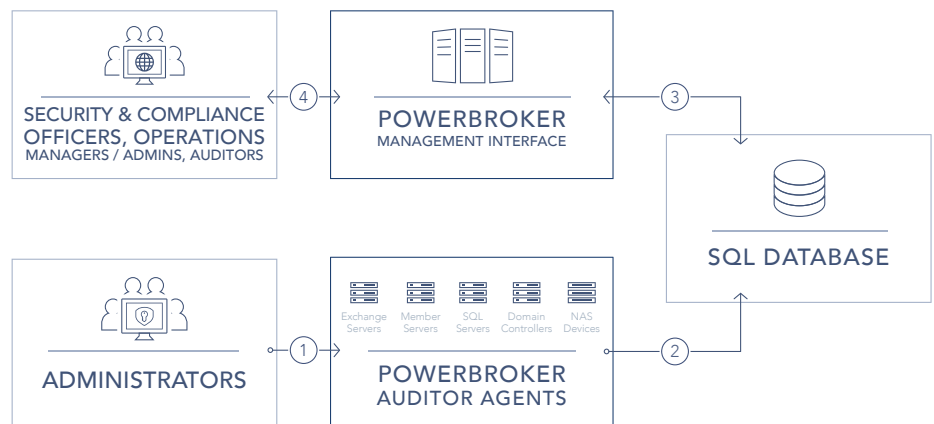 SECURITY & COMPLIANCE
OFFICERS, OPERATIONS
MANAGERS / ADMINS, AUDITORS
4
POWERBROKER
MANAGEMENT INTERFACE
3
SQL DATABASE
ADMINISTRATORS
1
Exchange
Servers
Member
Servers
SQL
Servers
Domain
Controllers
NAS
Devices
POWERBROKER
AUDITOR AGENTS
2